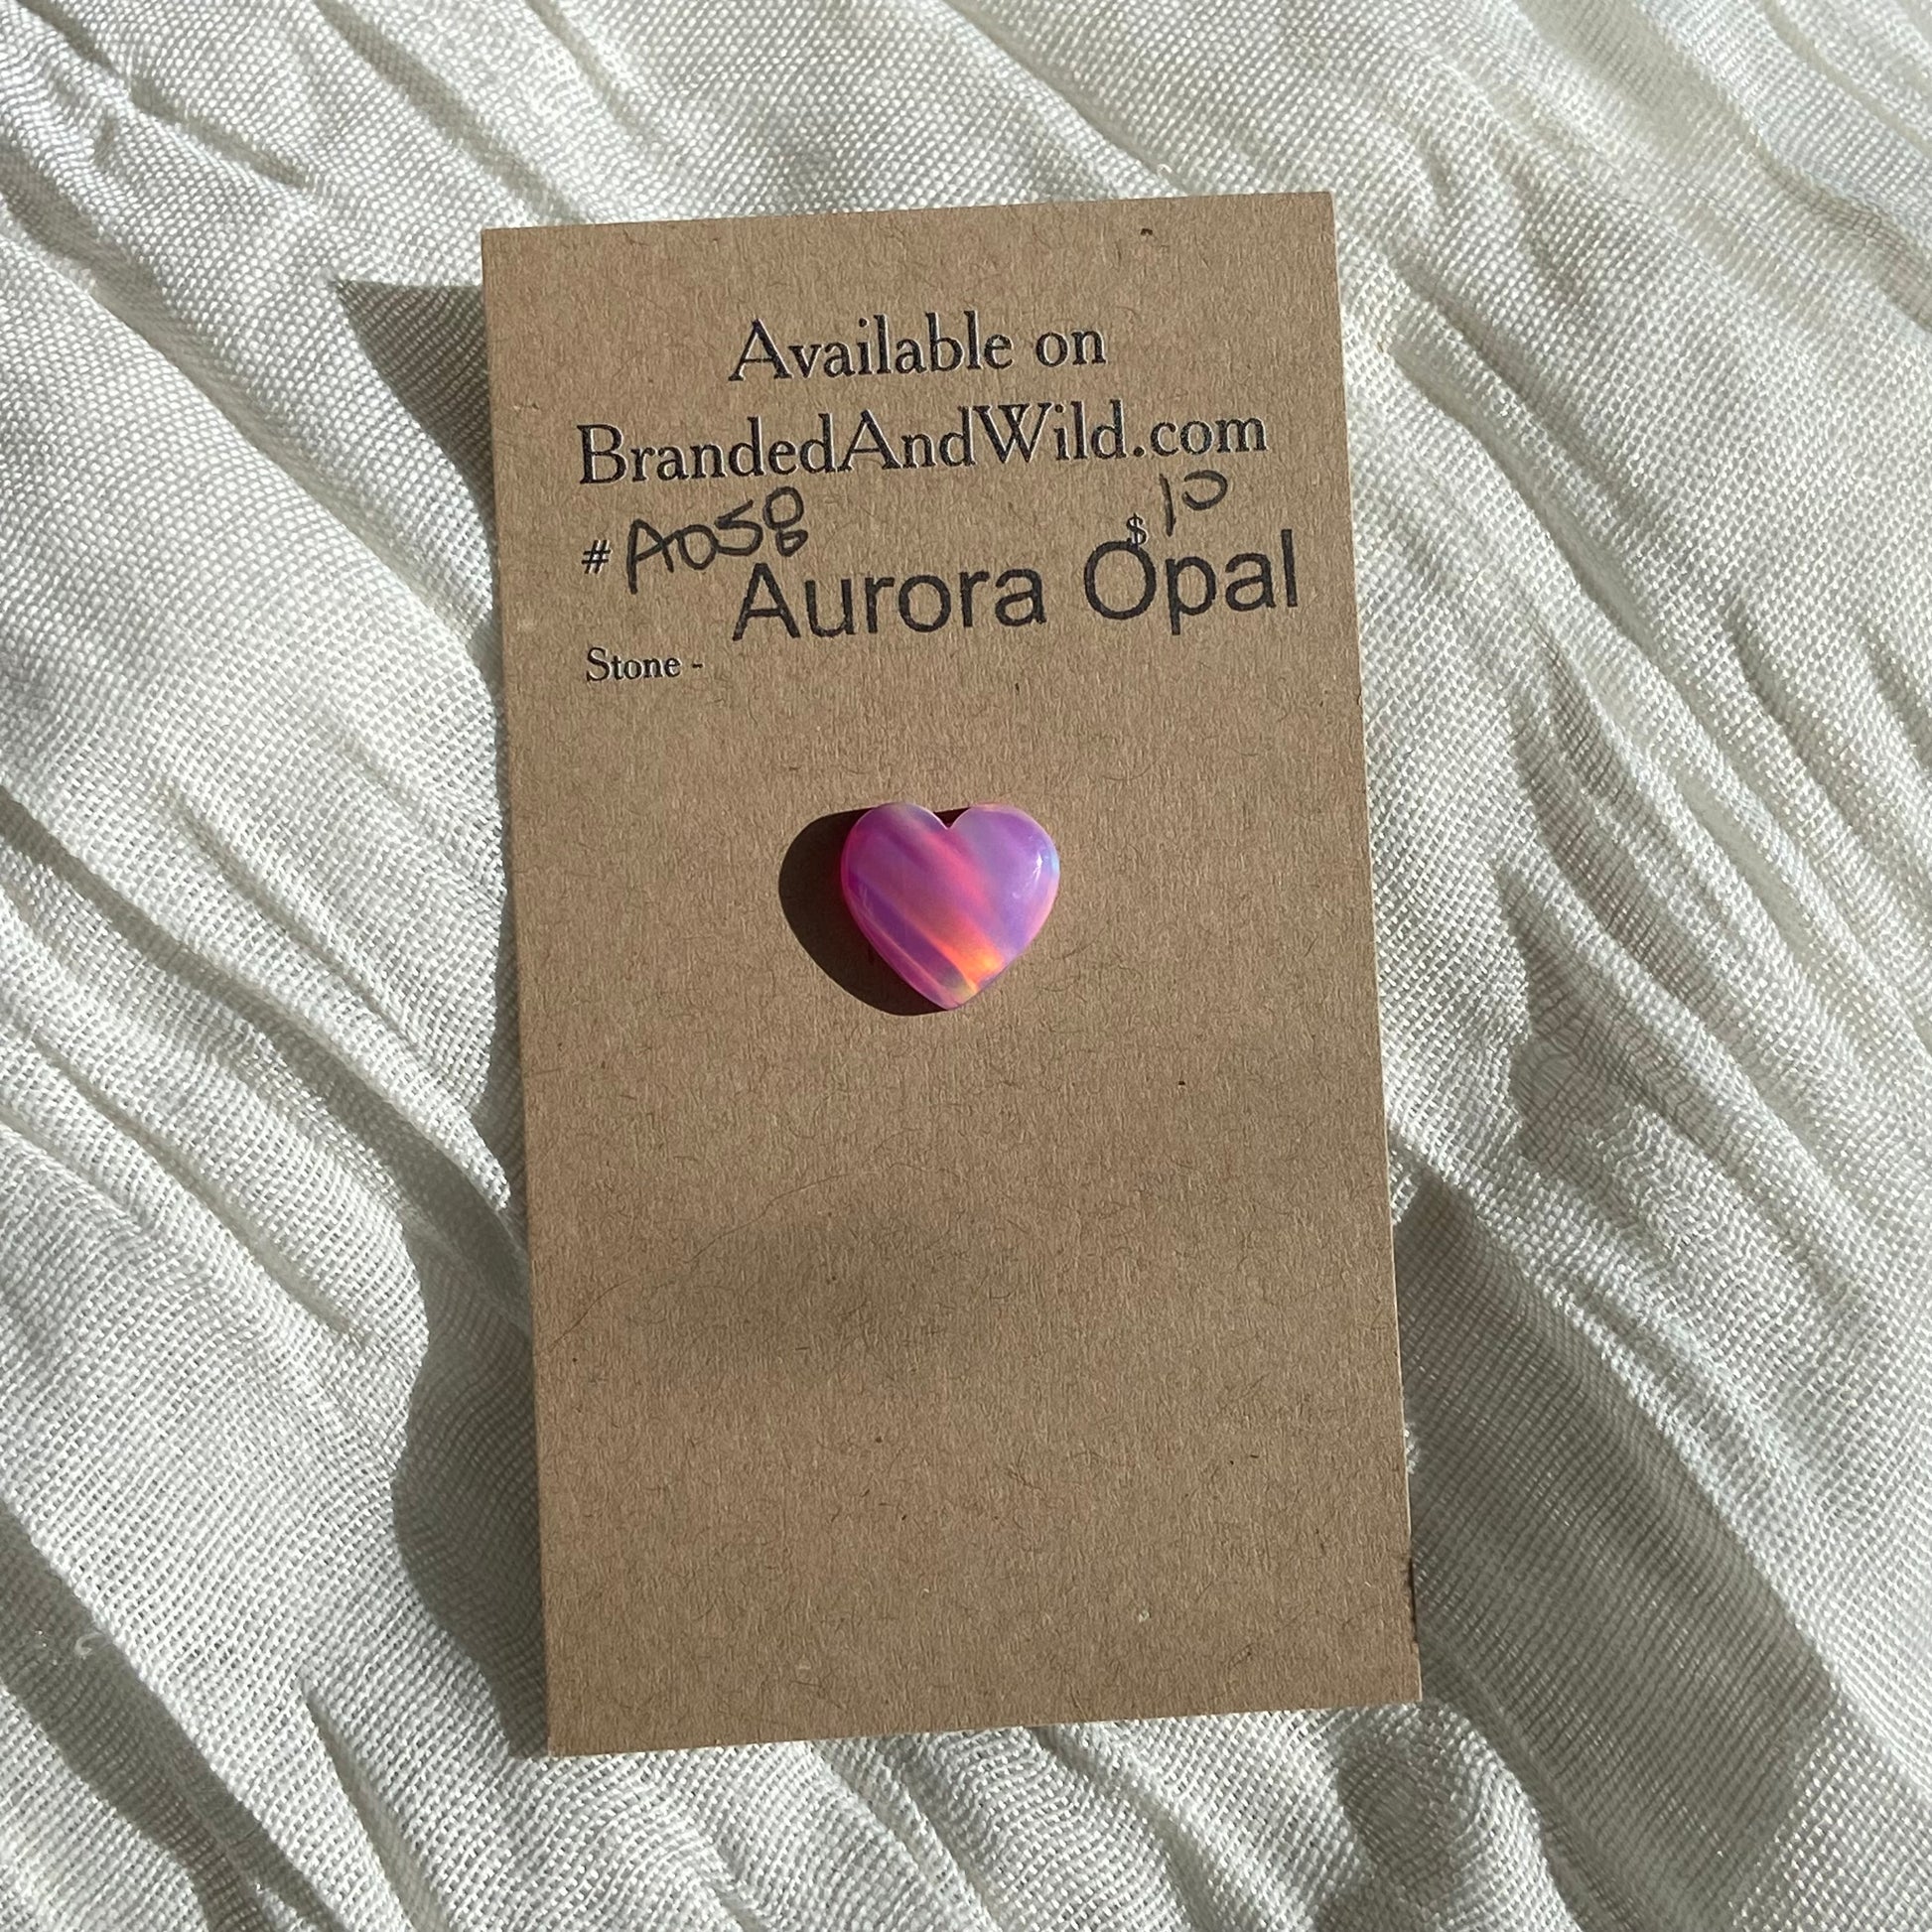 Available on
BrandedAndWild.com
#A058 $10
Aurora Opal
Stone -